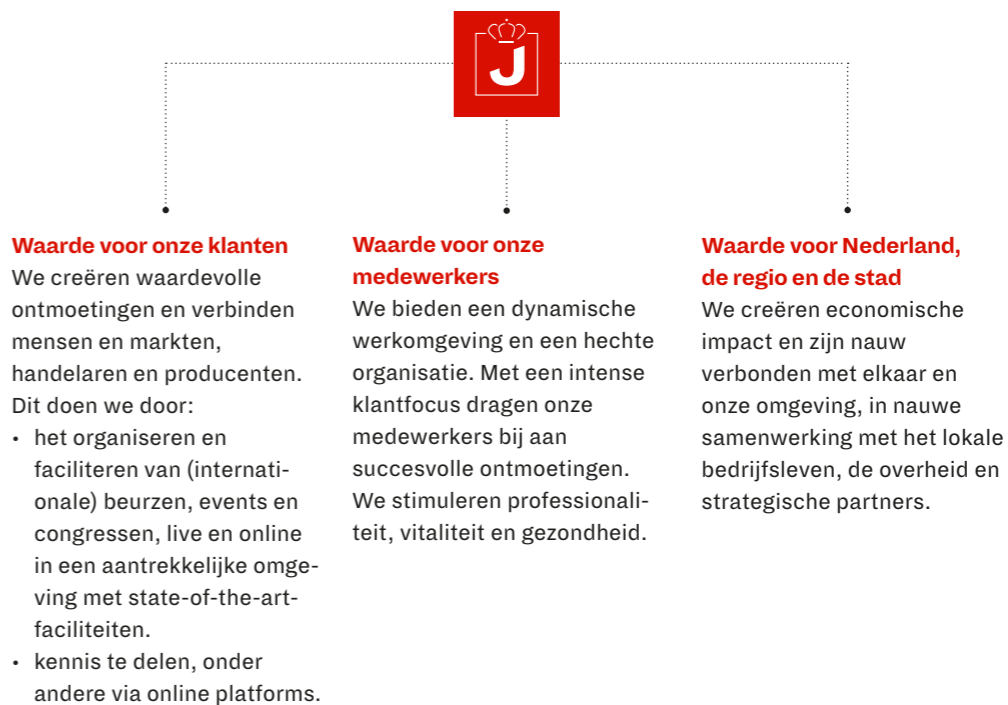 J
Waarde voor onze klanten
We creëren waardevolle
ontmoetingen en verbinden
mensen en markten,
handelaren en producenten.
Dit doen we door:
• het organiseren en
faciliteren van (internati-
onale) beurzen, events en
congressen, live en online
in een aantrekkelijke omge-
ving met state-of-the-art-
faciliteiten.
• kennis te delen, onder
andere via online platforms.
Waarde voor onze
medewerkers
We bieden een dynamische
werkomgeving en een hechte
organisatie. Met een intense
klantfocus dragen onze
medewerkers bij aan
succesvolle ontmoetingen.
We stimuleren professionali-
teit, vitaliteit en gezondheid.
Waarde voor Nederland,
de regio en de stad
We creëren economische
impact en zijn nauw
verbonden met elkaar en
onze omgeving, in nauwe
samenwerking met het lokale
bedrijfsleven, de overheid en
strategische partners.